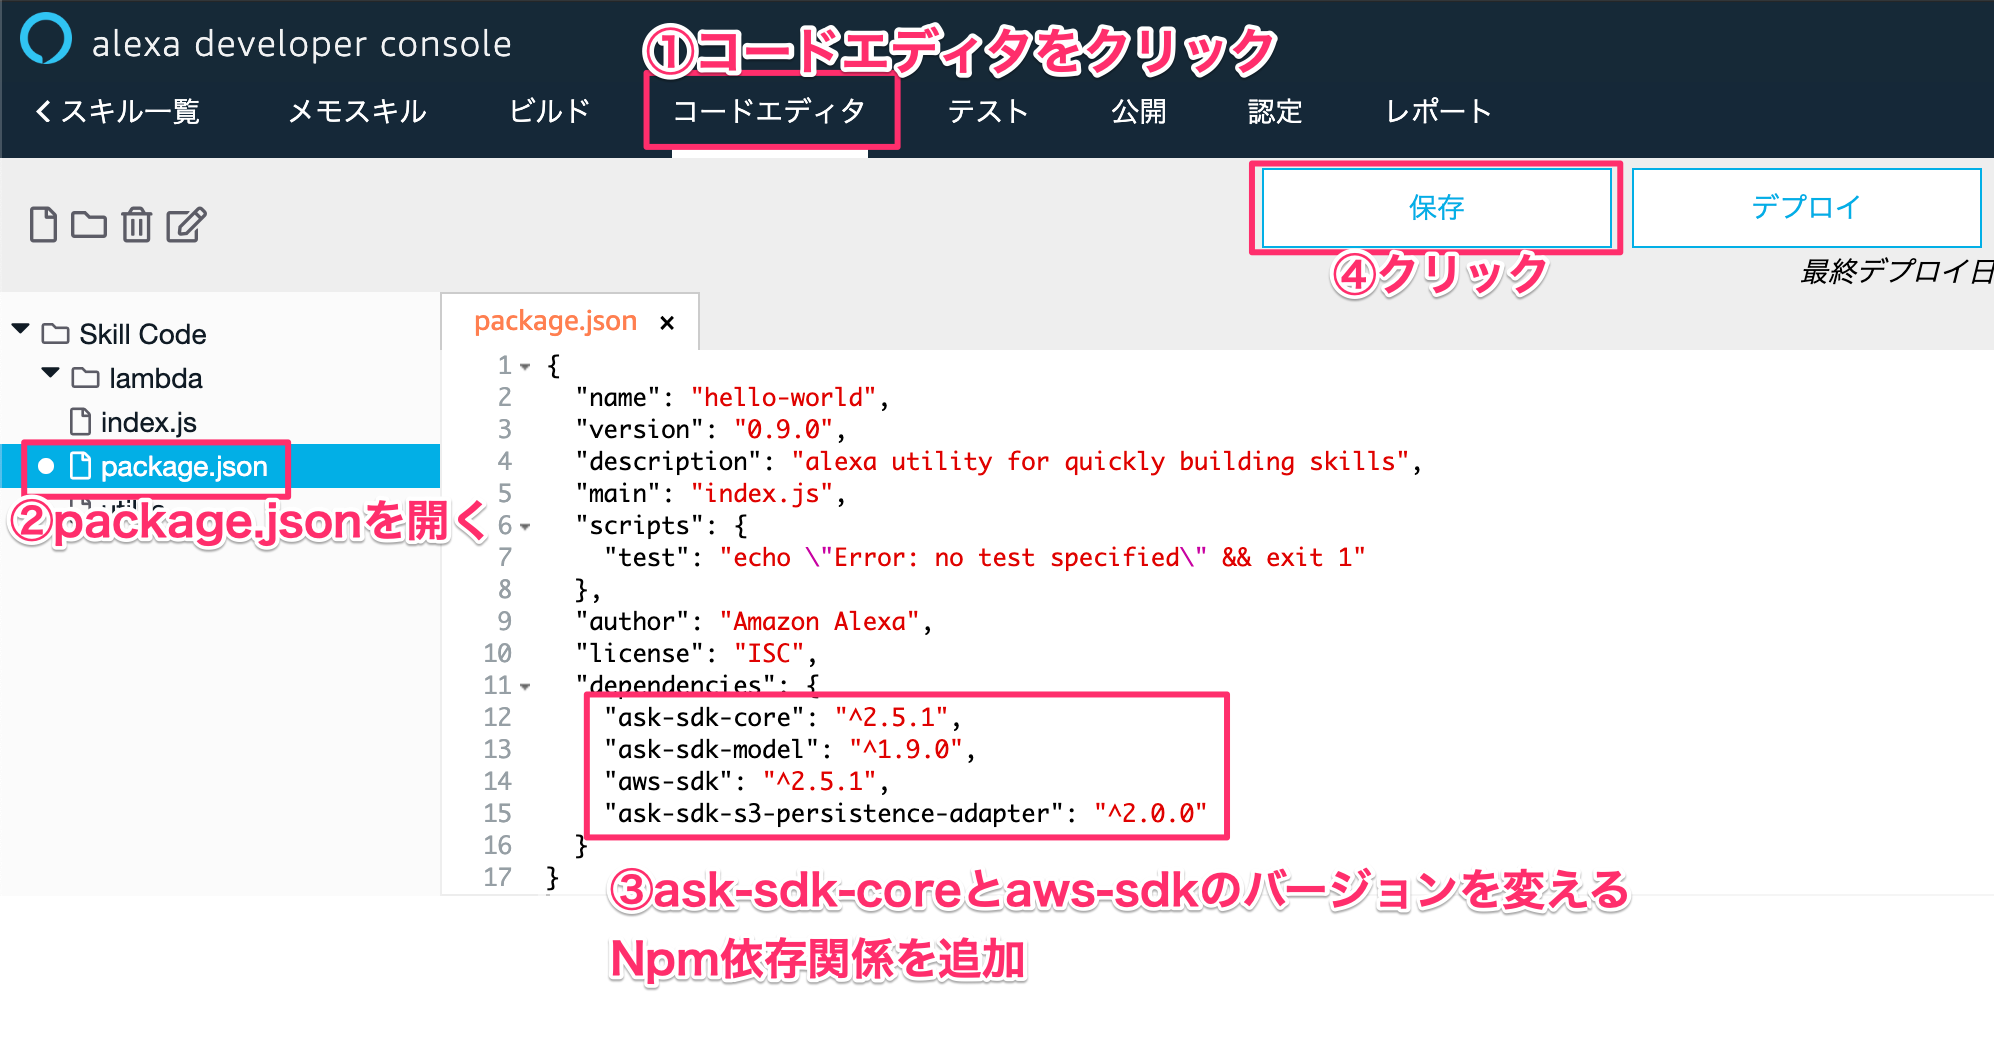 alexa developer console
①コードエディタをクリック
スキル一覧 メモスキル ビルド コードエディタ テスト 公開 認定 レポート
保存 デプロイ
④クリック
最終デプロイ日
Skill Code
lambda
index.js
package.json
②package.jsonを開く
package.json ×
1 {
2 "name": "hello-world",
3 "version": "0.9.0",
4 "description": "alexa utility for quickly building skills",
5 "main": "index.js",
6 "scripts": {
7 "test": "echo \"Error: no test specified\" && exit 1"
8 },
9 "author": "Amazon Alexa",
10 "license": "ISC",
11 "dependencies": {
12 "ask-sdk-core": "^2.5.1",
13 "ask-sdk-model": "^1.9.0",
14 "aws-sdk": "^2.5.1",
15 "ask-sdk-s3-persistence-adapter": "^2.0.0"
16 }
17 }
③ask-sdk-coreとaws-sdkのバージョンを変える
Npm依存関係を追加